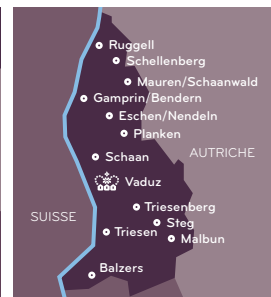 Ruggell
Schellenberg
Mauren/Schaanwald
Gamprin/Bendern
Eschen/Nendeln
Planken
AUTRICHE
Schaan
Vaduz
SUISSE
Triesenberg
Steg
Triesen
Malbun
Balzers